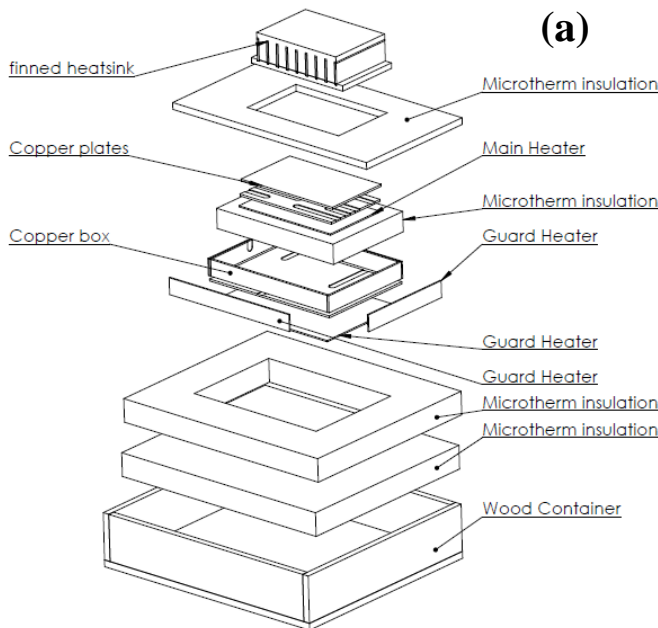 (a)
finned heatsink
Microtherm insulation
Copper plates
Main Heater
Microtherm insulation
Copper box
Guard Heater
Guard Heater
Guard Heater
Microtherm insulation
Microtherm insulation
Wood Container